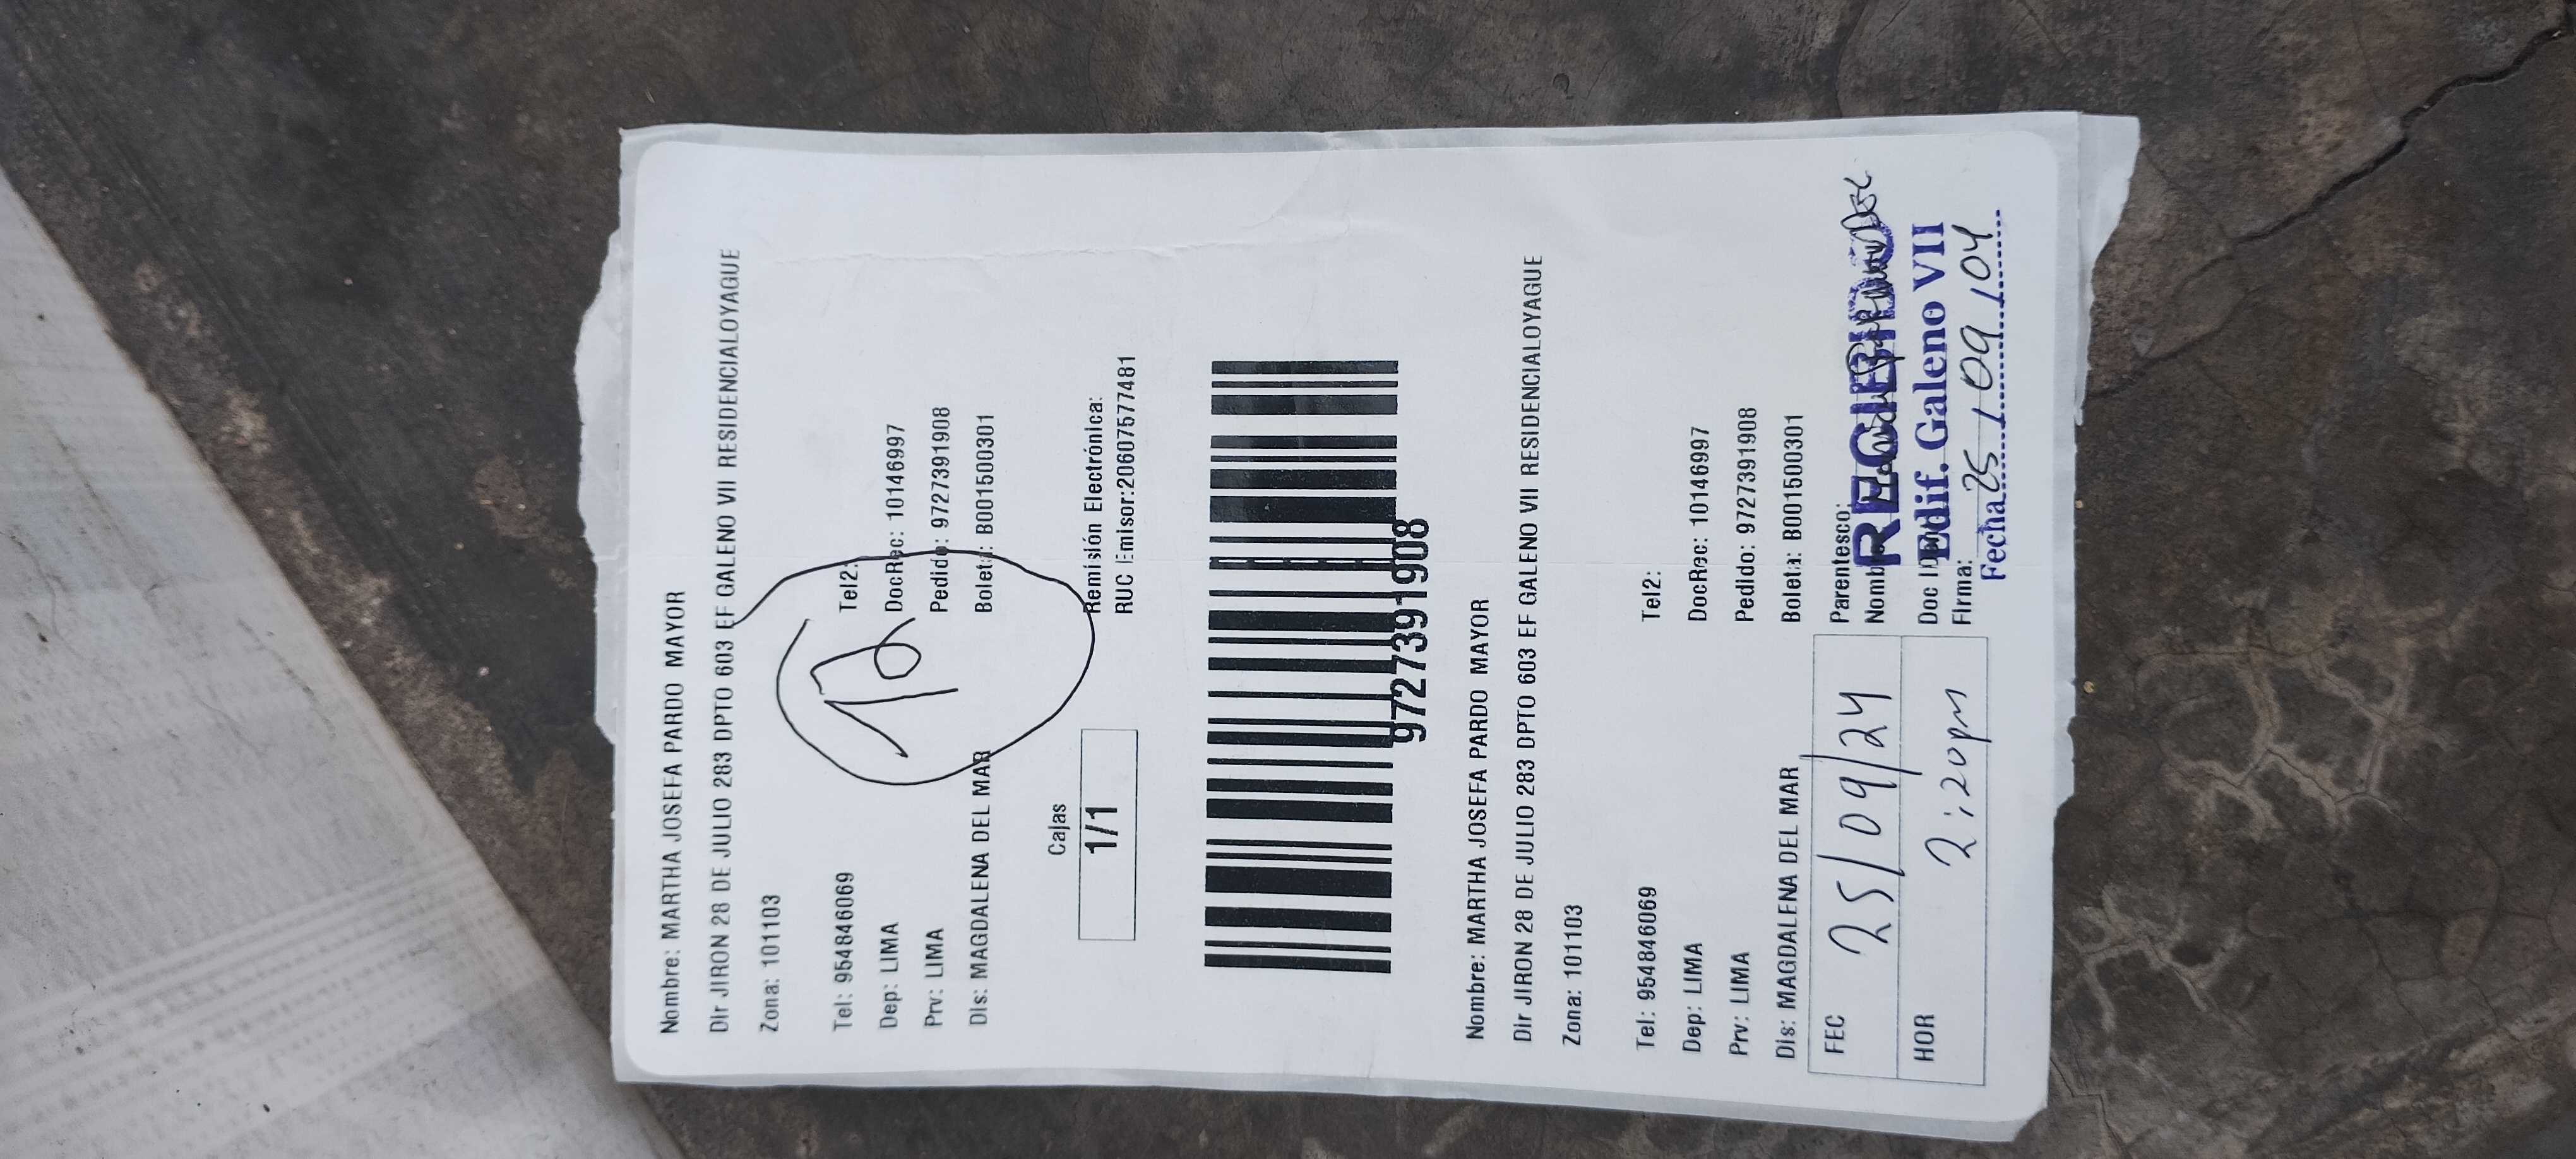 Nombre: MARTHA JOSEFA PARDO MAYOR
Dir JIRON 28 DE JULIO 283 DPTO 603 EF GALENO VII RESIDENCIALOYAGUE
Zona: 101103
Tel: 954846069 Tel2:
Dep: LIMA DocRec: 10146997
Prv: LIMA Pedido: 9727391908
Dis: MAGDALENA DEL MAR Boleta: B001500301
Cajas
1/1
Remisión Electrónica:
RUC Emisor:20607577481
9727391908
Nombre: MARTHA JOSEFA PARDO MAYOR
Dir JIRON 28 DE JULIO 283 DPTO 603 EF GALENO VII RESIDENCIALOYAGUE
Zona: 101103
Tel: 954846069 Tel2:
Dep: LIMA DocRec: 10146997
Prv: LIMA Pedido: 9727391908
Dis: MAGDALENA DEL MAR Boleta: B001500301
FEC 25/09/24
HOR 2:20pm
Parentesco:
RECIBIDO
Doc
Edif. Galeno VII
Firma:
Fecha 25/09/04